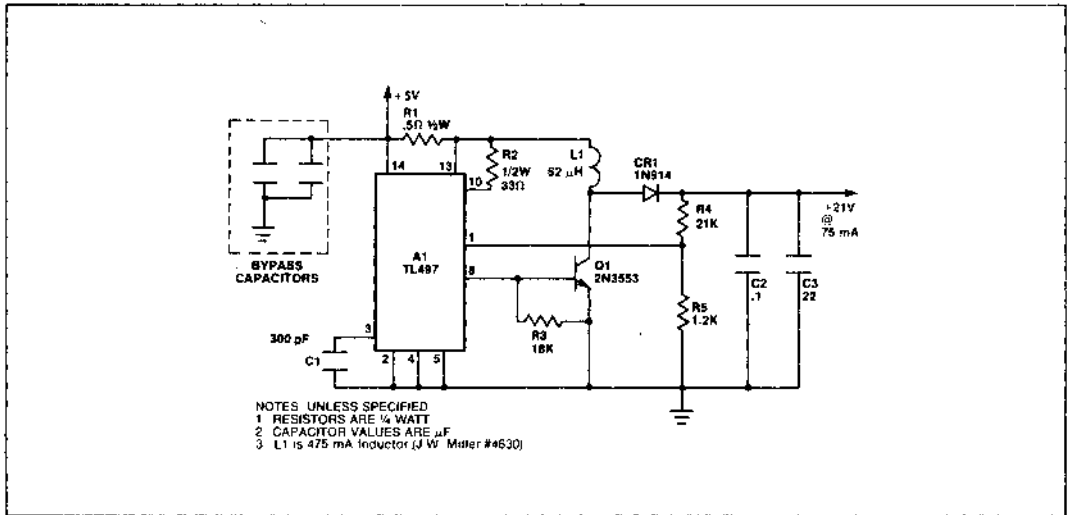 +5V
R1
.5Ω ½W
14
13
R2
1/2W
33Ω
10
L1
62 µH
CR1
1N914
+21V
@
75 mA
R4
21K
1
A1
TL497
8
Q1
2N3553
BYPASS
CAPACITORS
C2
.1
C3
22
R5
1.2K
R3
18K
3
300 pF
C1
2
4
5
NOTES UNLESS SPECIFIED
1 RESISTORS ARE ¼ WATT
2 CAPACITOR VALUES ARE µF
3 L1 is 475 mA Inductor (J W Miller #4630)